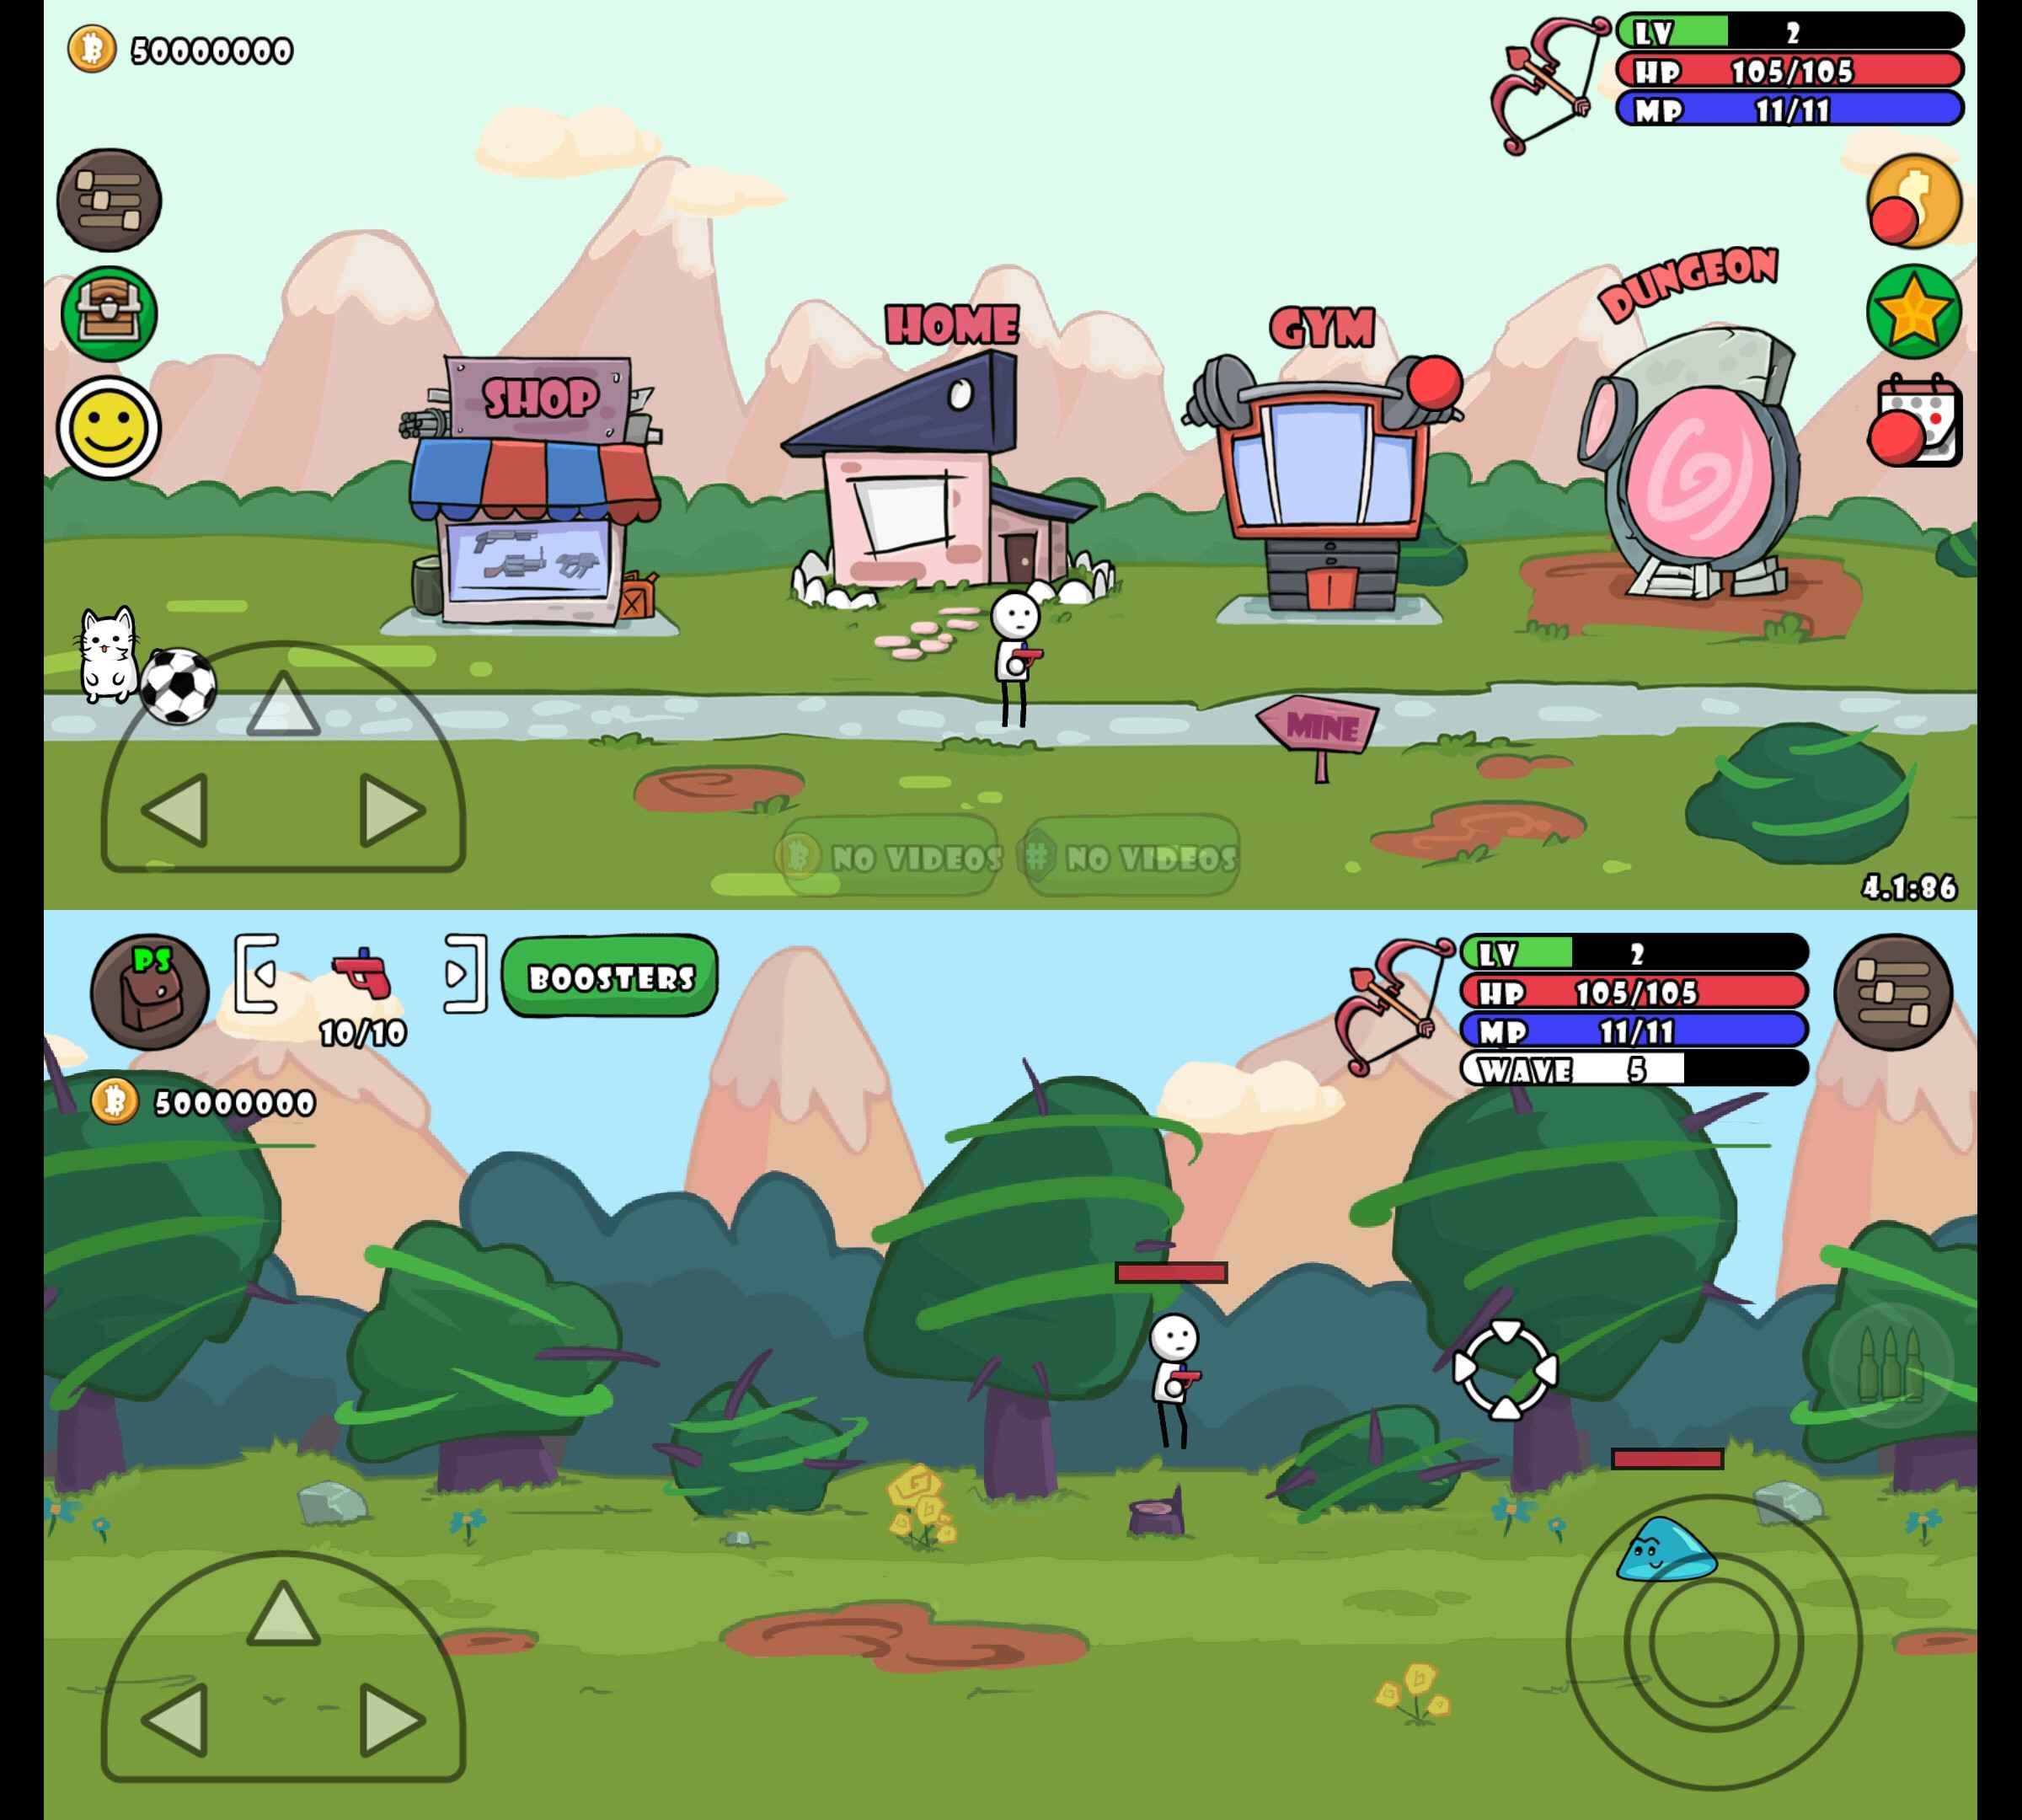 50000000
LV 2
HP 105/105
MP 11/11
DUNGEON
HOME
GYM
SHOP
MINE
NO VIDEOS
NO VIDEOS
4.1:86
PS
BOOSTERS
10/10
LV 2
HP 105/105
MP 11/11
WAVE 5
50000000